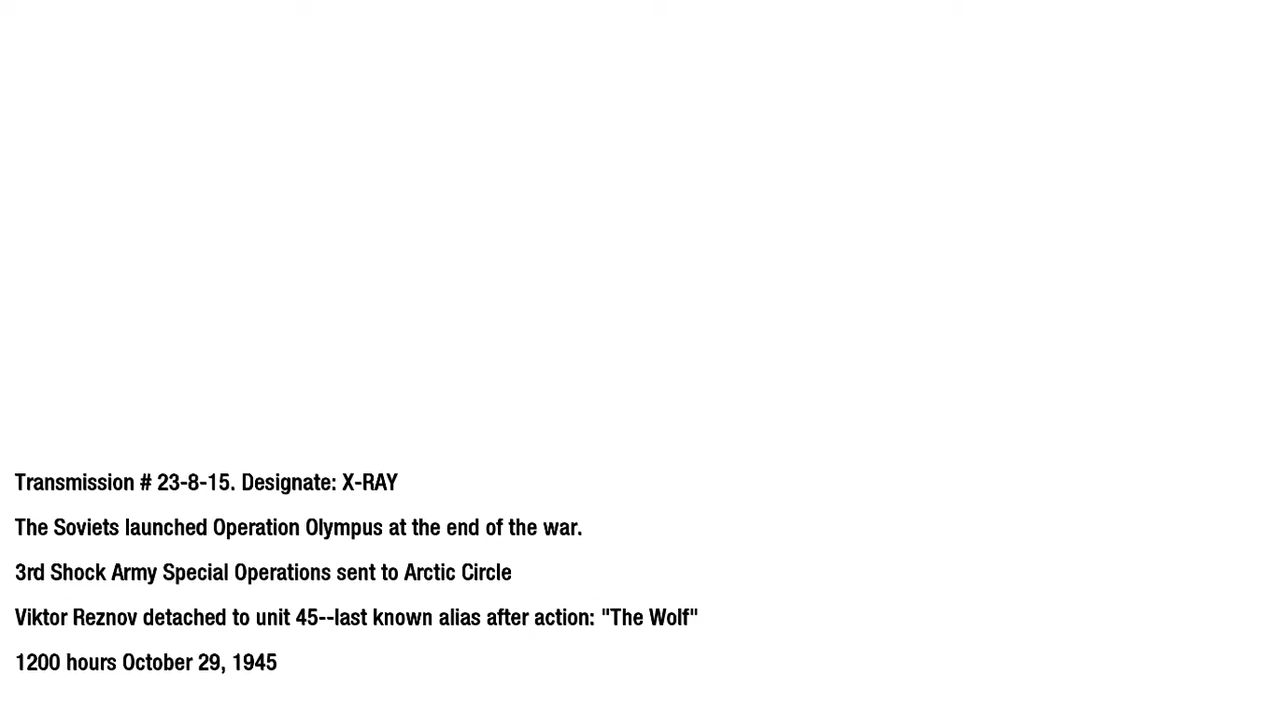 Transmission # 23-8-15. Designate: X-RAY
The Soviets launched Operation Olympus at the end of the war.
3rd Shock Army Special Operations sent to Arctic Circle
Viktor Reznov detached to unit 45--last known alias after action: "The Wolf"
1200 hours October 29, 1945